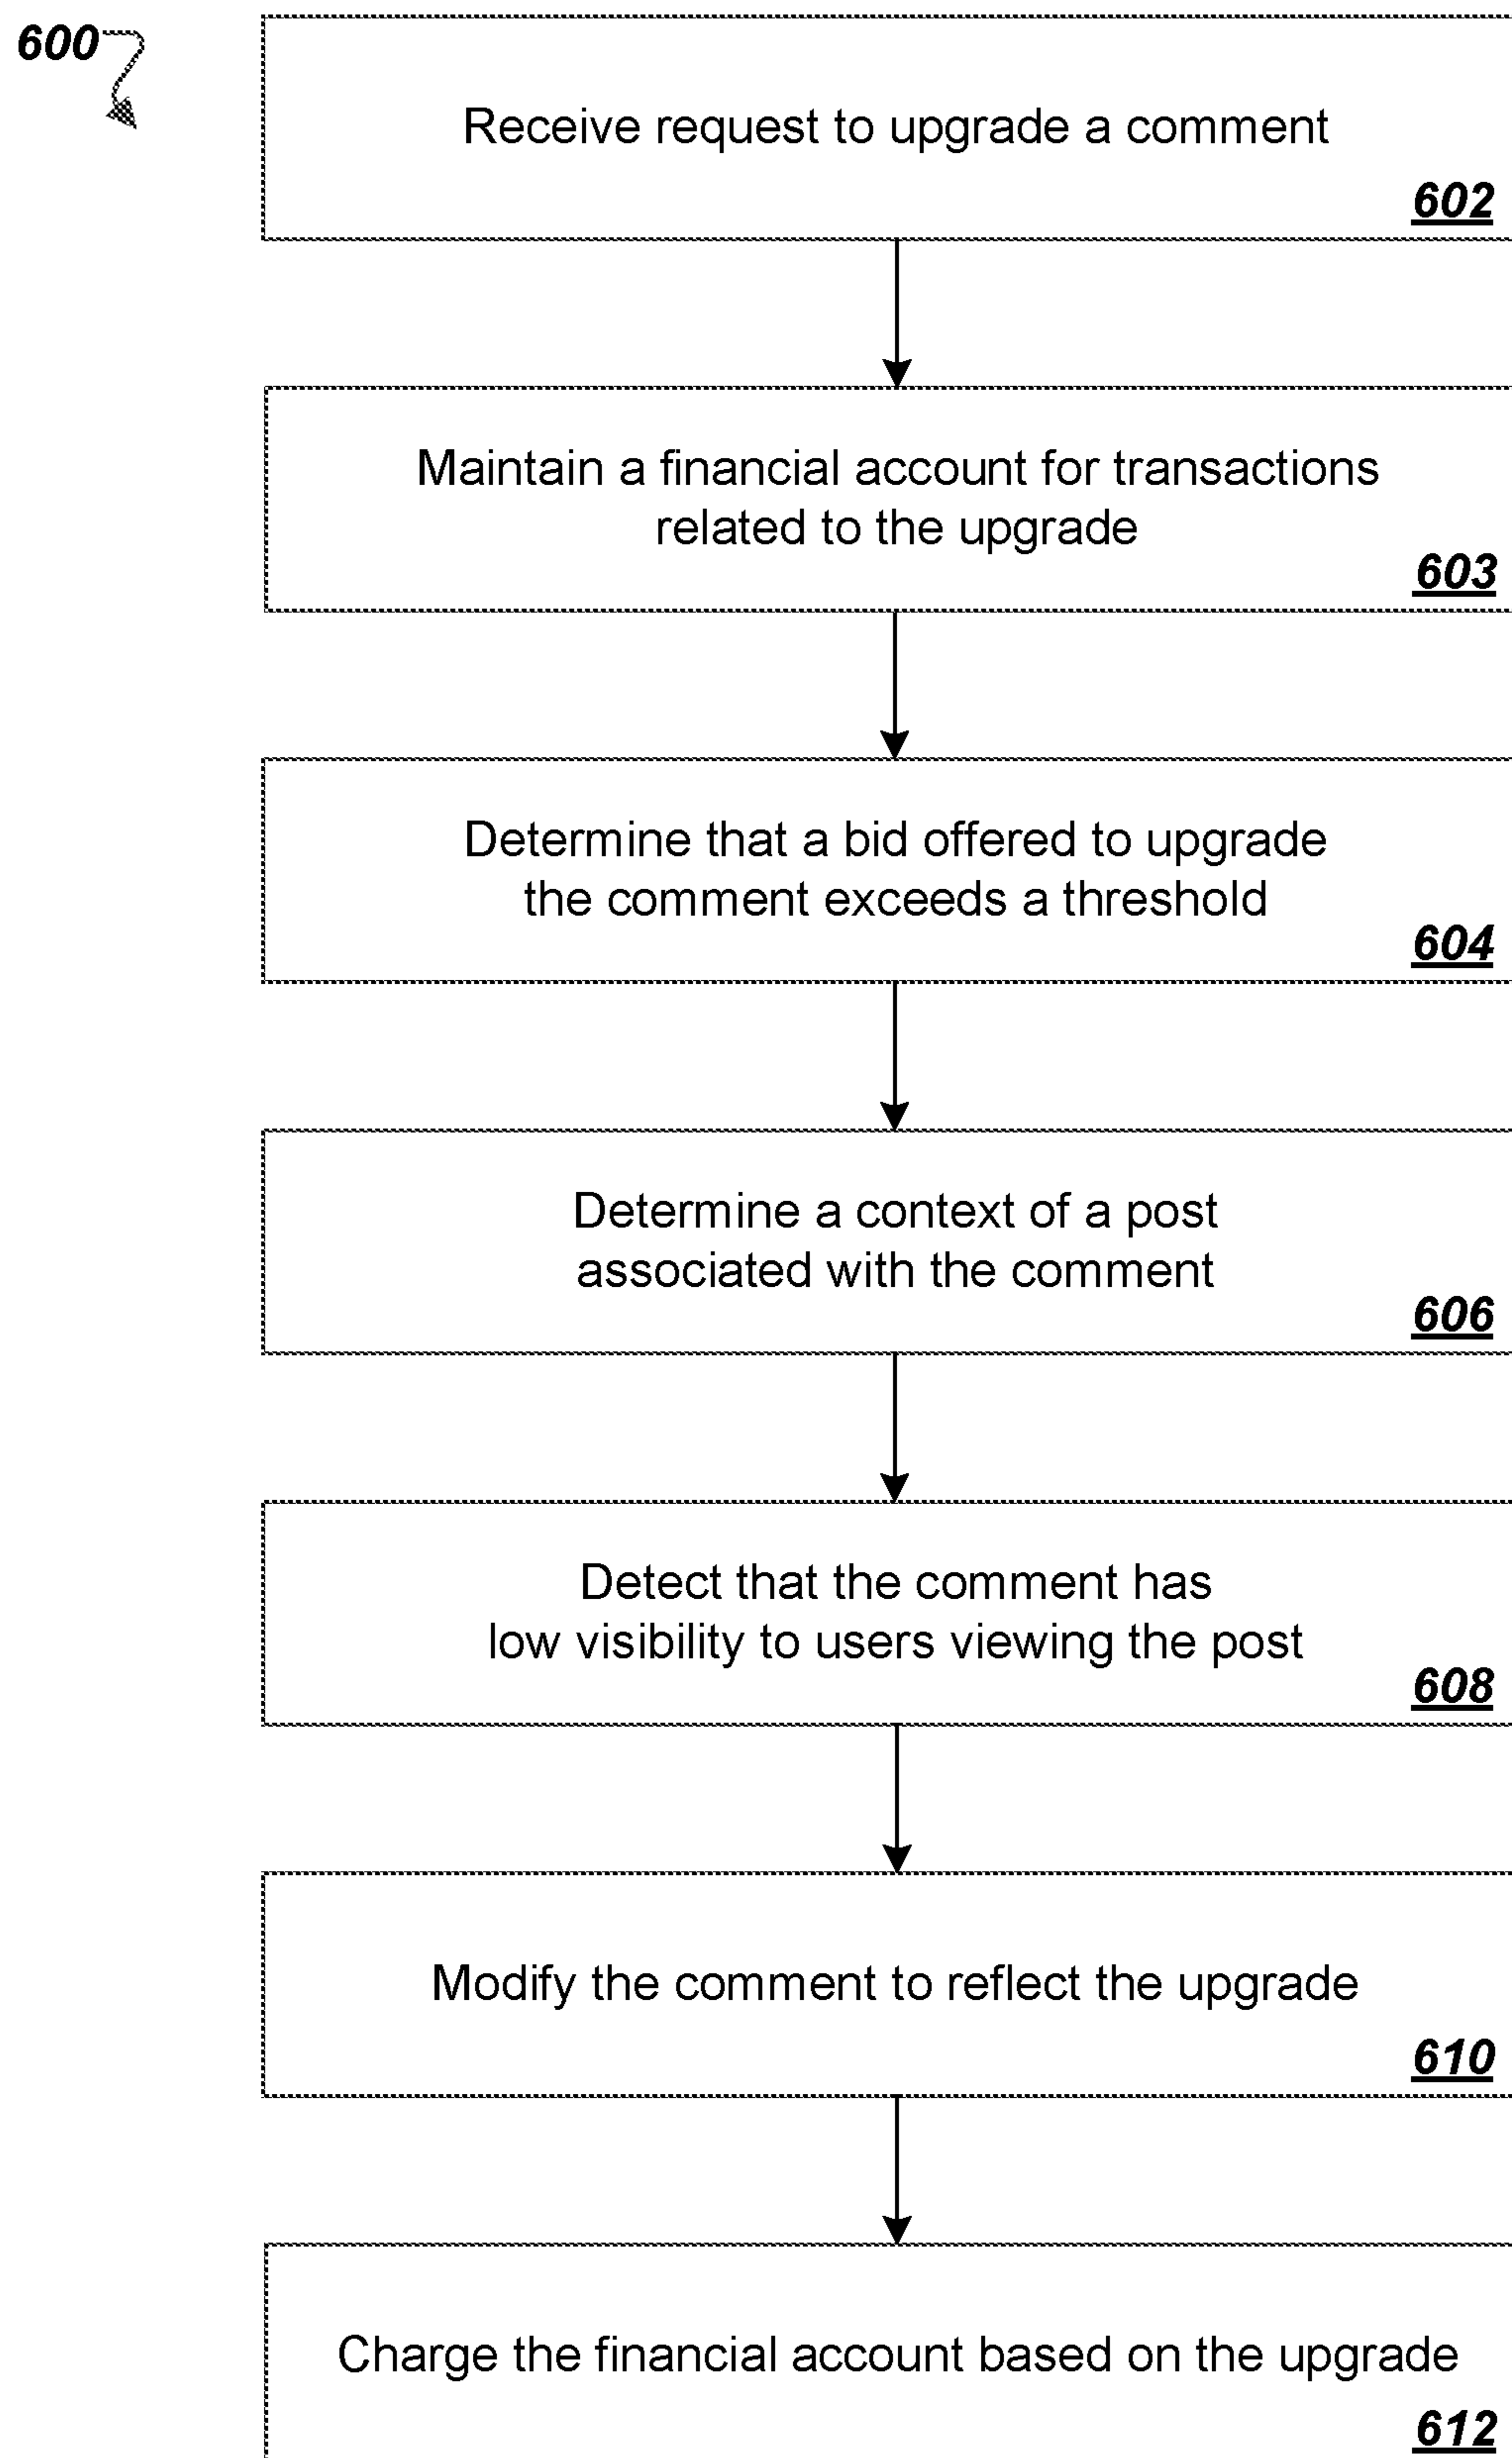 600
Receive request to upgrade a comment
602
Maintain a financial account for transactions
related to the upgrade
603
Determine that a bid offered to upgrade
the comment exceeds a threshold
604
Determine a context of a post
associated with the comment
606
Detect that the comment has
low visibility to users viewing the post
608
Modify the comment to reflect the upgrade
610
Charge the financial account based on the upgrade
612